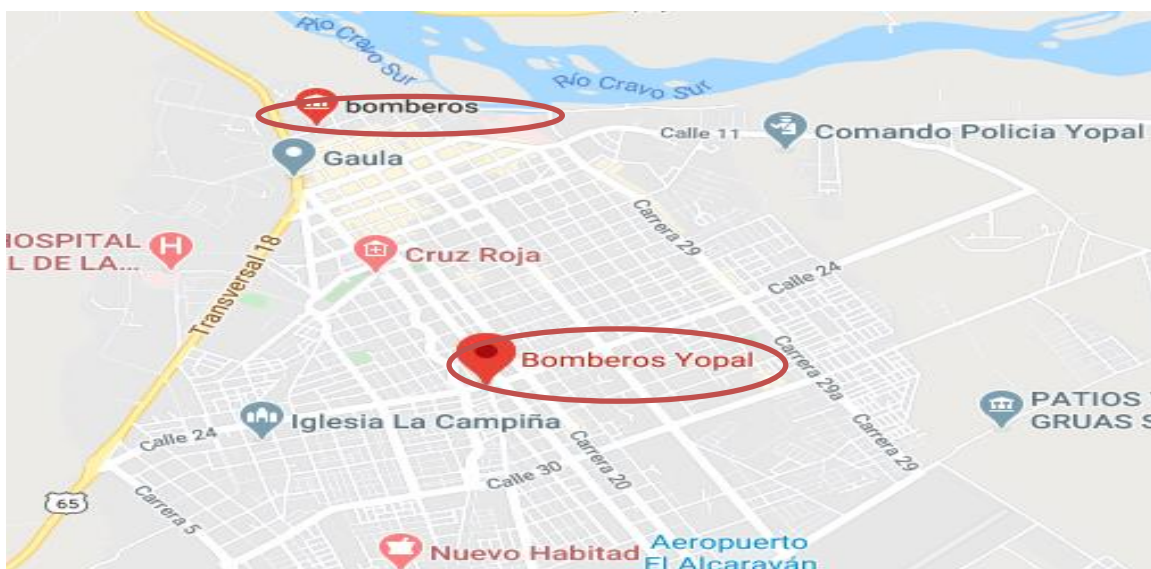 Río Cravo Sur
Río Cravo Sur
bomberos
Calle 11
Comando Policia Yopal
Gaula
Carrera 29
HOSPITAL
L DE LA...
Cruz Roja
Transversal 18
Calle 24
Bomberos Yopal
Carrera 29a
PATIOS
GRUAS S
Iglesia La Campiña
Calle 24
Carrera 29
Carrera 20
Calle 30
65
Carrera 5
Nuevo Habitad
Aeropuerto
El Alcaraván